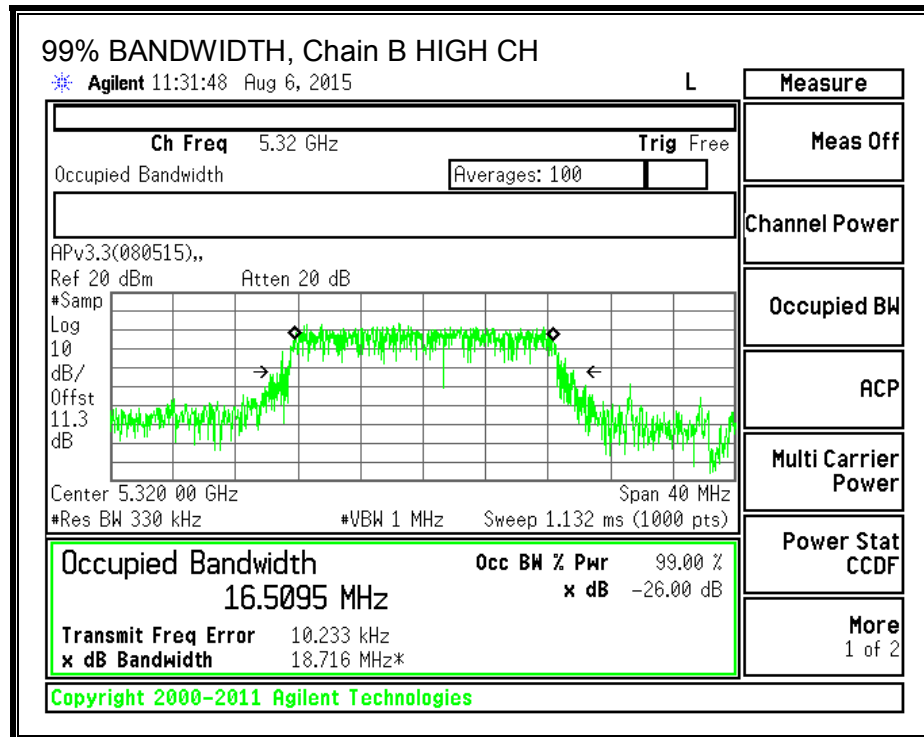 99% BANDWIDTH, Chain B HIGH CH
Agilent 11:31:48 Aug 6, 2015 L
Measure
Ch Freq 5.32 GHz Trig Free
Occupied Bandwidth Averages: 100
APv3.3(080515),,
Ref 20 dBm Atten 20 dB
#Samp
Log
10
dB/
Offst
11.3
dB
Center 5.320 00 GHz Span 40 MHz
#Res BW 330 kHz #VBW 1 MHz Sweep 1.132 ms (1000 pts)
Occupied Bandwidth
16.5095 MHz
Occ BW % Pwr 99.00 %
x dB -26.00 dB
Transmit Freq Error 10.233 kHz
x dB Bandwidth 18.716 MHz*
Meas Off
Channel Power
Occupied BW
ACP
Multi Carrier
Power
Power Stat
CCDF
More
1 of 2
Copyright 2000-2011 Agilent Technologies